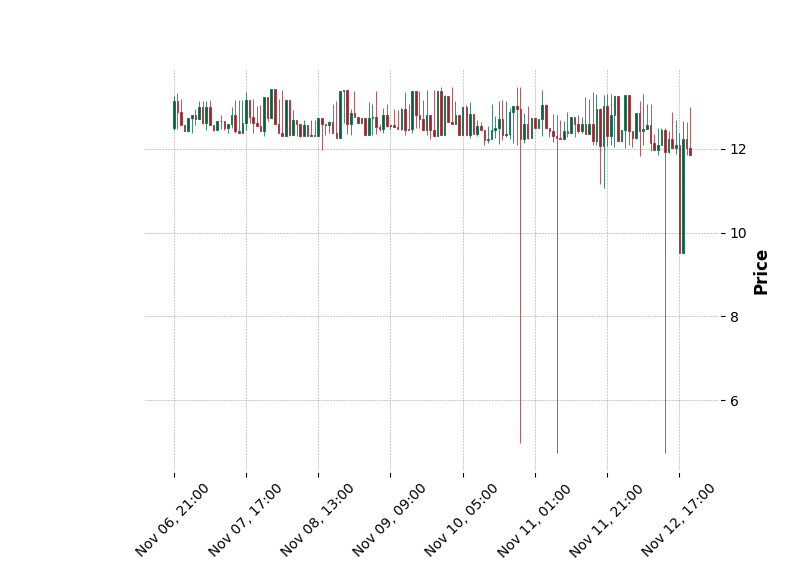 12
10
8
6
Price
Nov 06, 21:00
Nov 07, 17:00
Nov 08, 13:00
Nov 09, 09:00
Nov 10, 05:00
Nov 11, 01:00
Nov 11, 21:00
Nov 12, 17:00